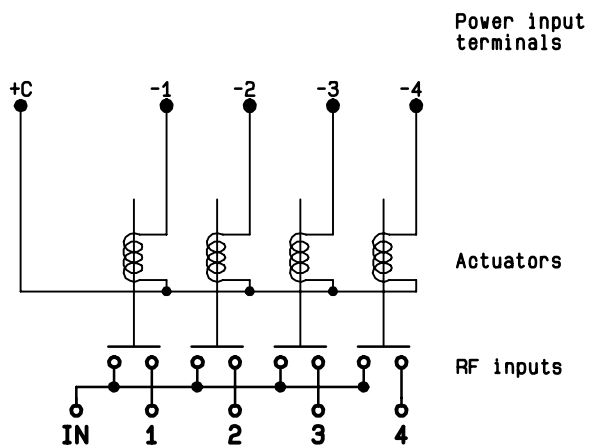 Power input
terminals
+C -1 -2 -3 -4
Actuators
RF inputs
IN 1 2 3 4